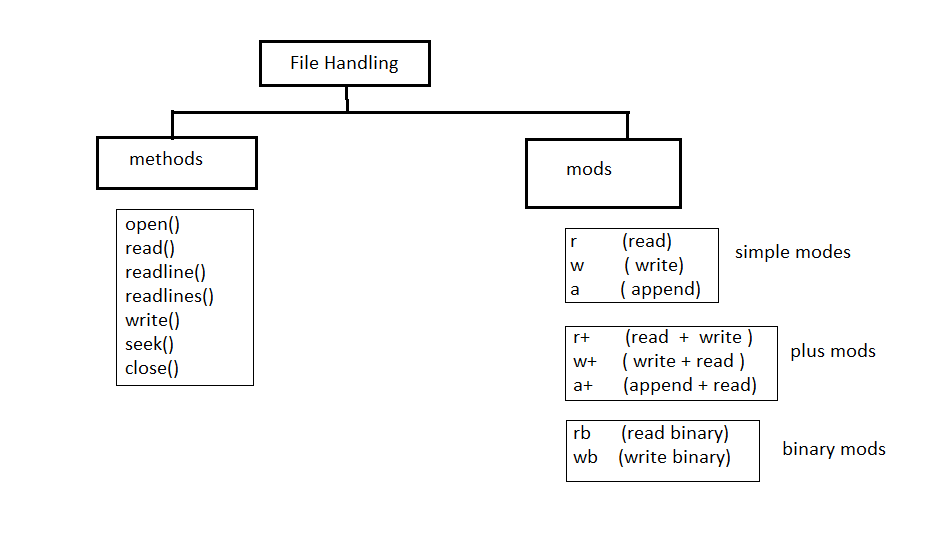 File Handling
methods
mods
open()
read()
readline()
readlines()
write()
seek()
close()
r (read)
w ( write)
a ( append)
simple modes
r+ (read + write )
w+ ( write + read )
a+ (append + read)
plus mods
rb (read binary)
wb (write binary)
binary mods